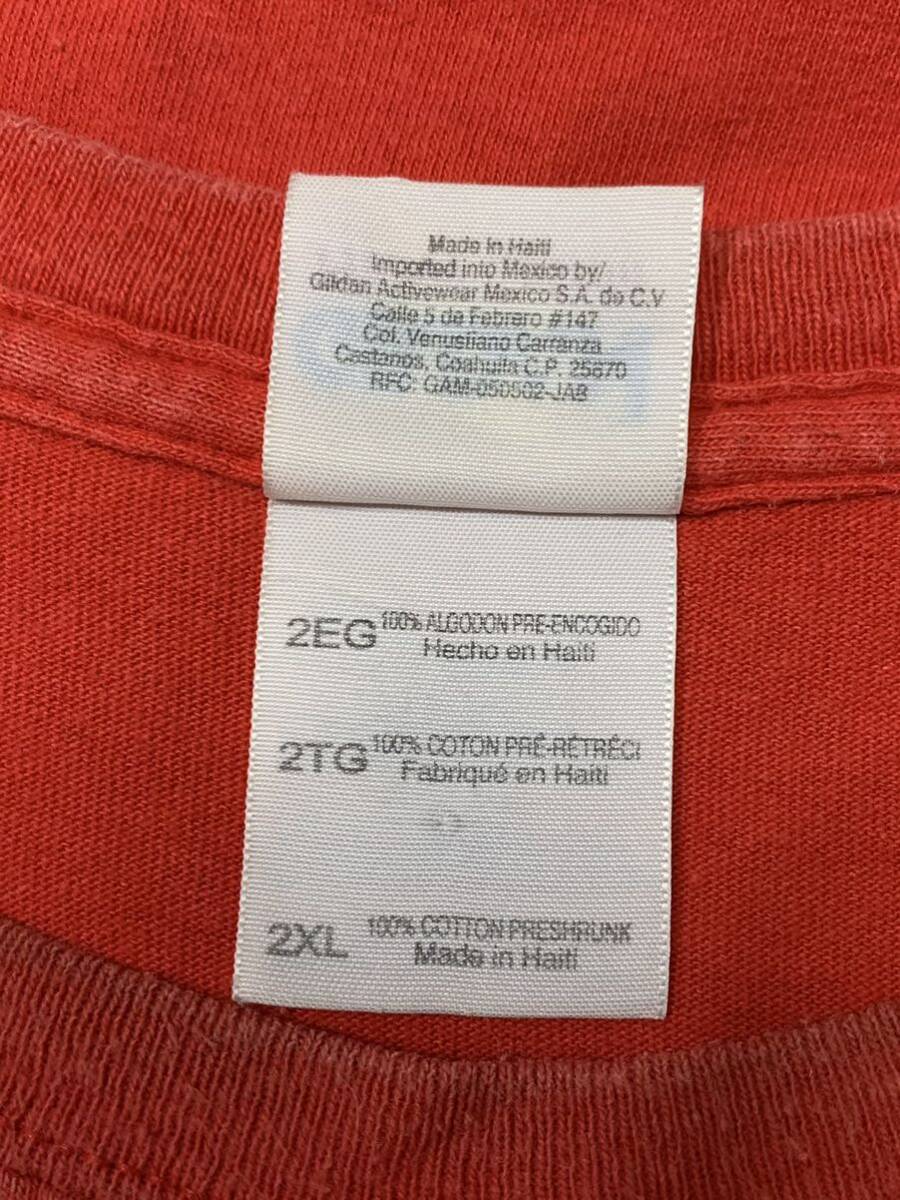 Made in Haiti
Imported into Mexico by/
Gildan Activewear Mexico S.A. de C.V
Calle 5 de Febrero #147
Col. Venustiano Carranza
Castanos, Coahuila C.P. 25870
RFC: GAM-050502-JA8
2EG 100% ALGODON PRE-ENCOGIDO
Hecho en Haiti
2TG 100% COTON PRÉ-RÉTRÉCI
Fabriqué en Haiti
2XL 100% COTTON PRESHRUNK
Made in Haiti